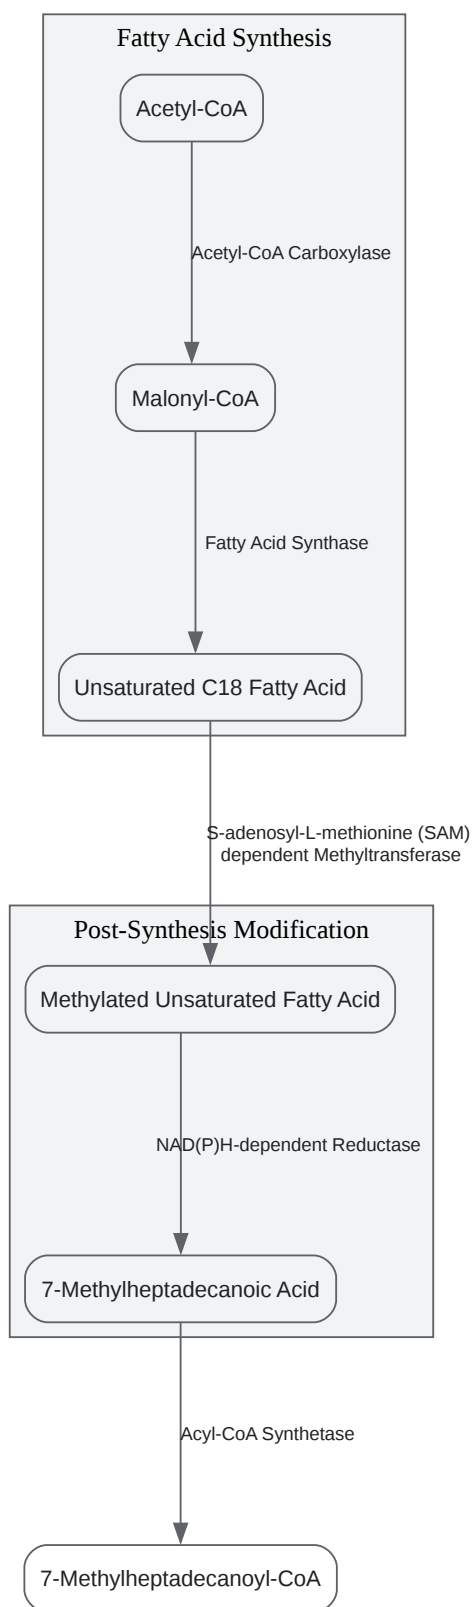 Fatty Acid Synthesis
Acetyl-CoA
Acetyl-CoA Carboxylase
Malonyl-CoA
Fatty Acid Synthase
Unsaturated C18 Fatty Acid
S-adenosyl-L-methionine (SAM)
dependent Methyltransferase
Post-Synthesis Modification
Methylated Unsaturated Fatty Acid
NAD(P)H-dependent Reductase
7-Methylheptadecanoic Acid
Acyl-CoA Synthetase
7-Methylheptadecanoyl-CoA